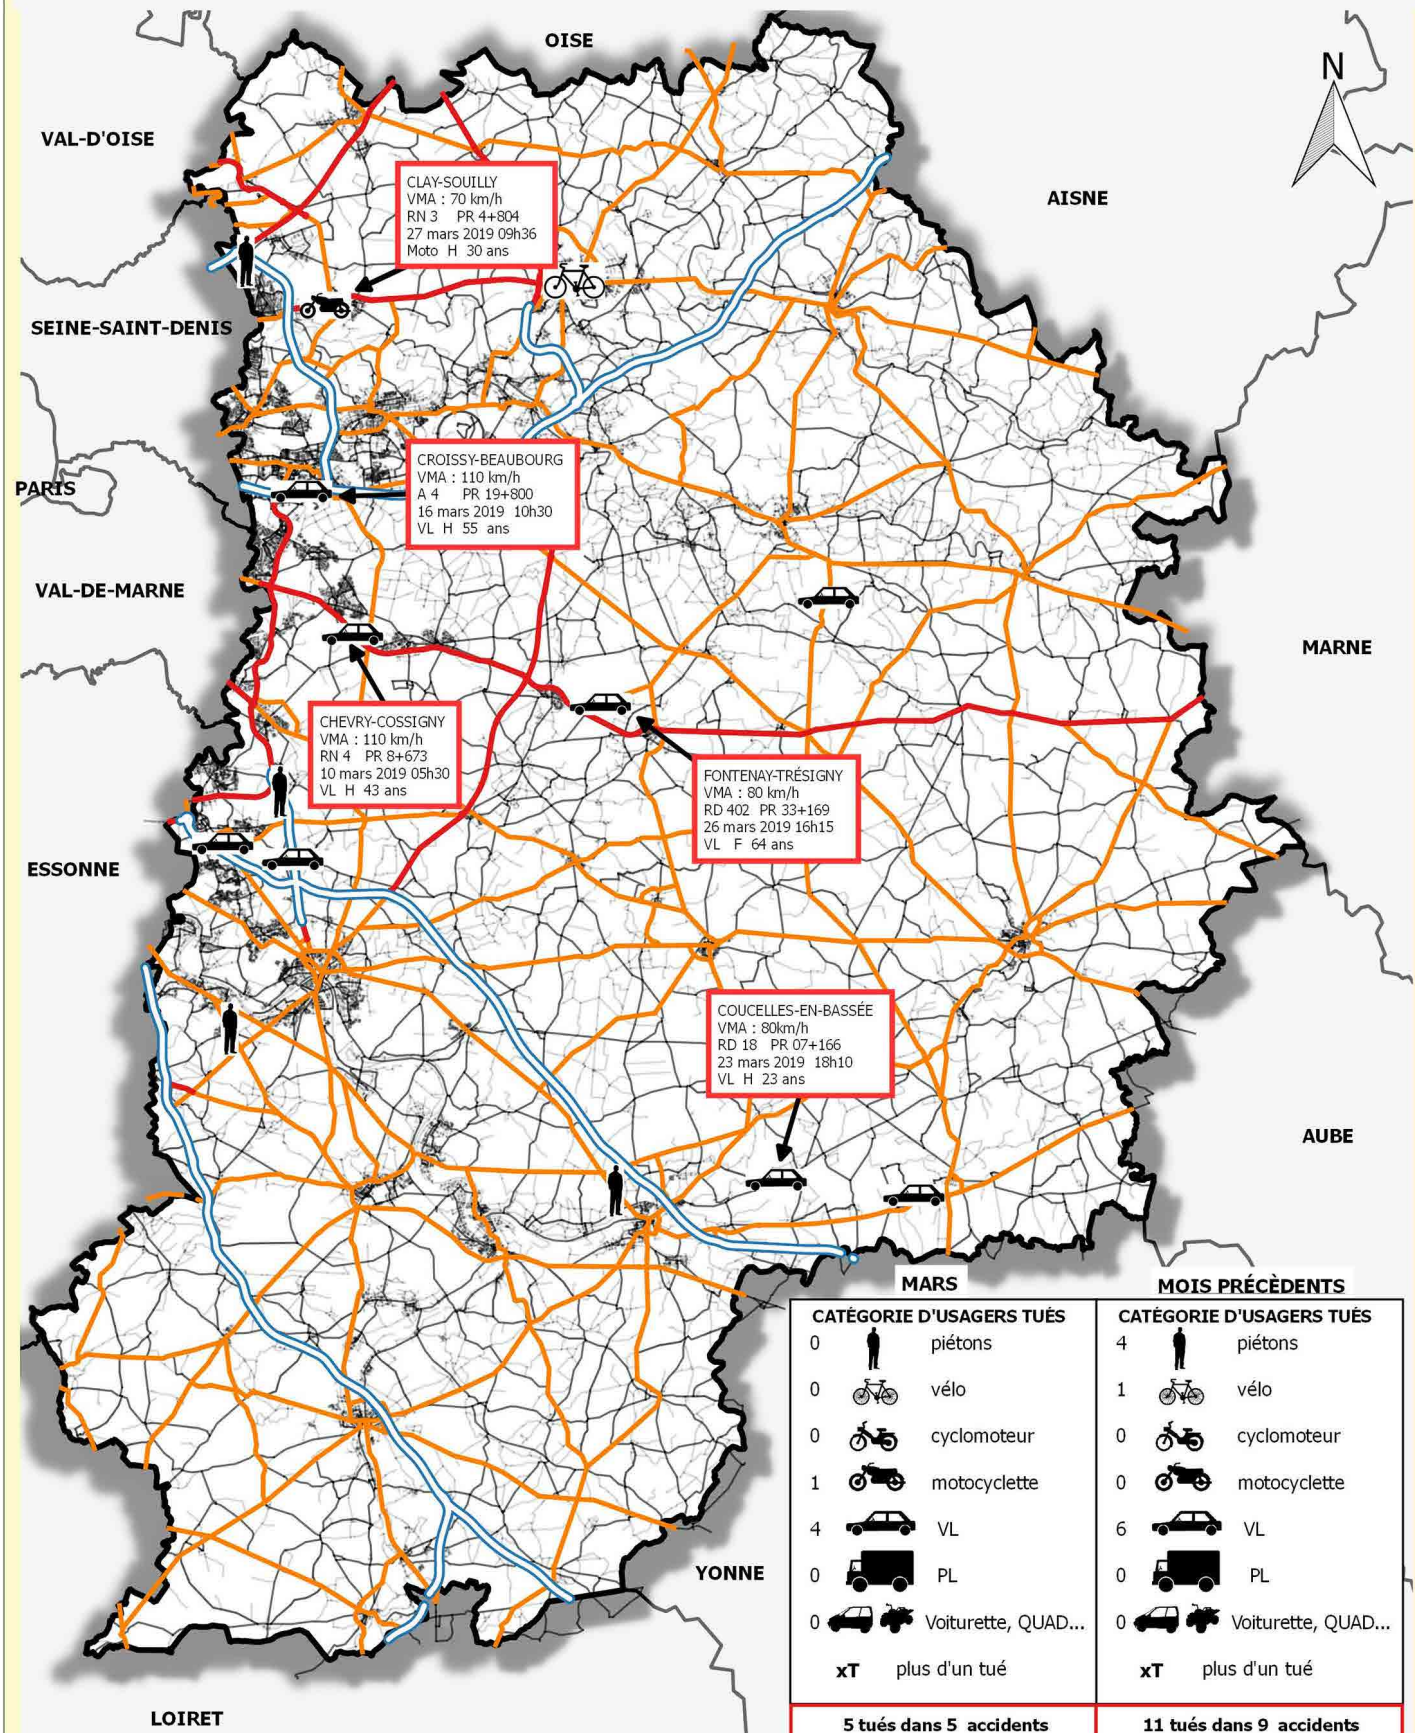 OISE
N
VAL-D'OISE
AISNE
CLAY-SOUILLY
VMA : 70 km/h
RN 3 PR 4+804
27 mars 2019 09h36
Moto H 30 ans
SEINE-SAINT-DENIS
CROISSY-BEAUBOURG
VMA : 110 km/h
A 4 PR 19+800
16 mars 2019 10h30
VL H 55 ans
PARIS
VAL-DE-MARNE
MARNE
CHEVRY-COSSIGNY
VMA : 110 km/h
RN 4 PR 8+673
10 mars 2019 05h30
VL H 43 ans
FONTENAY-TRÉSIGNY
VMA : 80 km/h
RD 402 PR 33+169
26 mars 2019 16h15
VL F 64 ans
ESSONNE
COUCELLES-EN-BASSÉE
VMA : 80km/h
RD 18 PR 07+166
23 mars 2019 18h10
VL H 23 ans
AUBE
MARS
CATÉGORIE D'USAGERS TUÉS
0 piétons
0 vélo
0 cyclomoteur
1 motocyclette
4 VL
0 PL
0 Voiturette, QUAD...
xT plus d'un tué
5 tués dans 5 accidents
MOIS PRÉCÈDENTS
CATÉGORIE D'USAGERS TUÉS
4 piétons
1 vélo
0 cyclomoteur
0 motocyclette
6 VL
0 PL
0 Voiturette, QUAD...
xT plus d'un tué
11 tués dans 9 accidents
YONNE
LOIRET